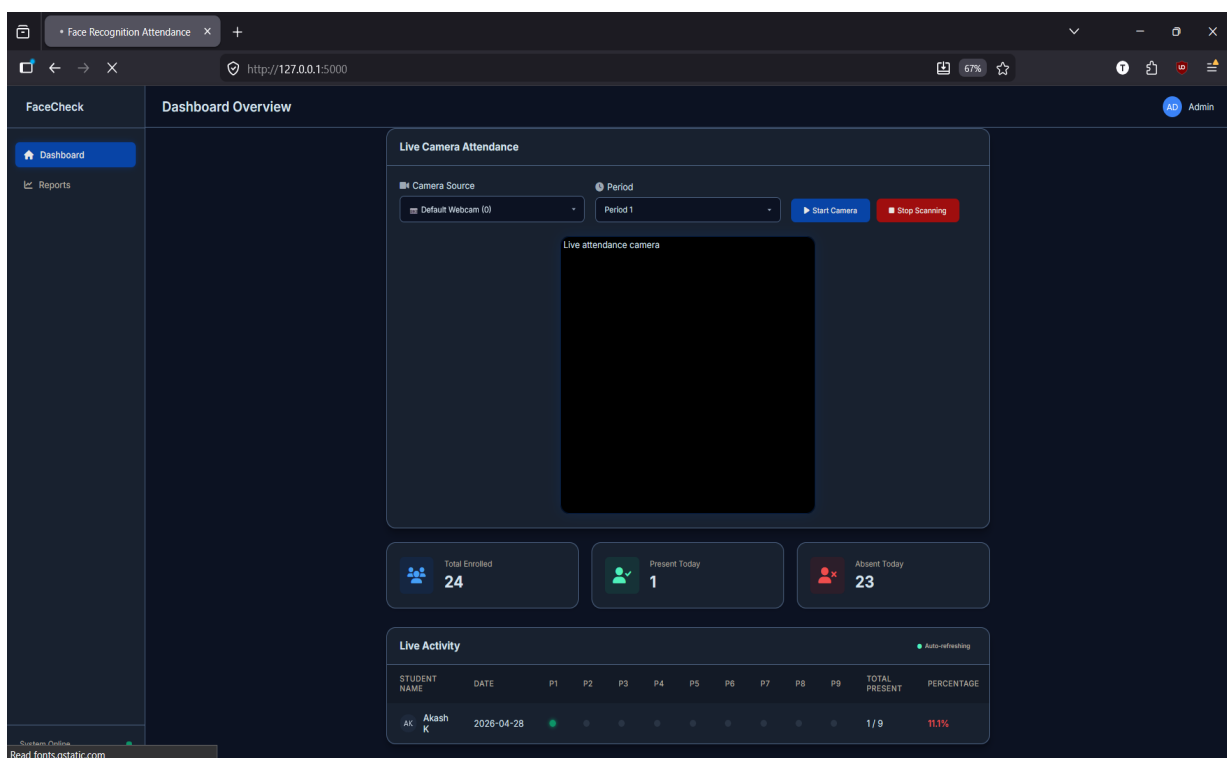 Face Recognition Attendance
http://127.0.0.1:5000
67%
FaceCheck
Dashboard Overview
AD Admin
Dashboard
Reports
Live Camera Attendance
Camera Source
Period
Default Webcam (0)
Period 1
Start Camera
Stop Scanning
Live attendance camera
Total Enrolled
24
Present Today
1
Absent Today
23
Live Activity
Auto-refreshing
STUDENT NAME DATE P1 P2 P3 P4 P5 P6 P7 P8 P9 TOTAL PRESENT PERCENTAGE
AK Akash K 2026-04-28 1 / 9 11.1%
System Online
Read fonts.gstatic.com